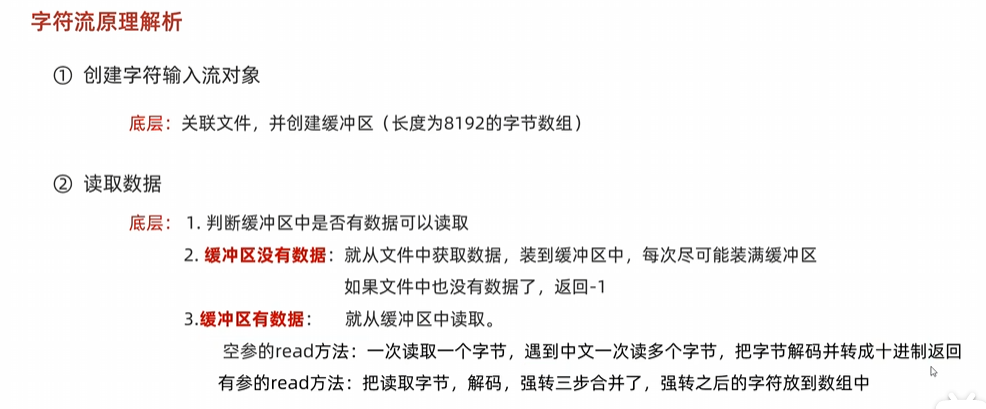 字符流原理解析
① 创建字符输入流对象
底层：关联文件，并创建缓冲区（长度为8192的字节数组）
② 读取数据
底层： 1. 判断缓冲区中是否有数据可以读取
2. 缓冲区没有数据：就从文件中获取数据，装到缓冲区中，每次尽可能装满缓冲区
如果文件中也没有数据了，返回-1
3.缓冲区有数据： 就从缓冲区中读取。
空参的read方法：一次读取一个字节，遇到中文一次读多个字节，把字节解码并转成十进制返回
有参的read方法：把读取字节，解码，强转三步合并了，强转之后的字符放到数组中